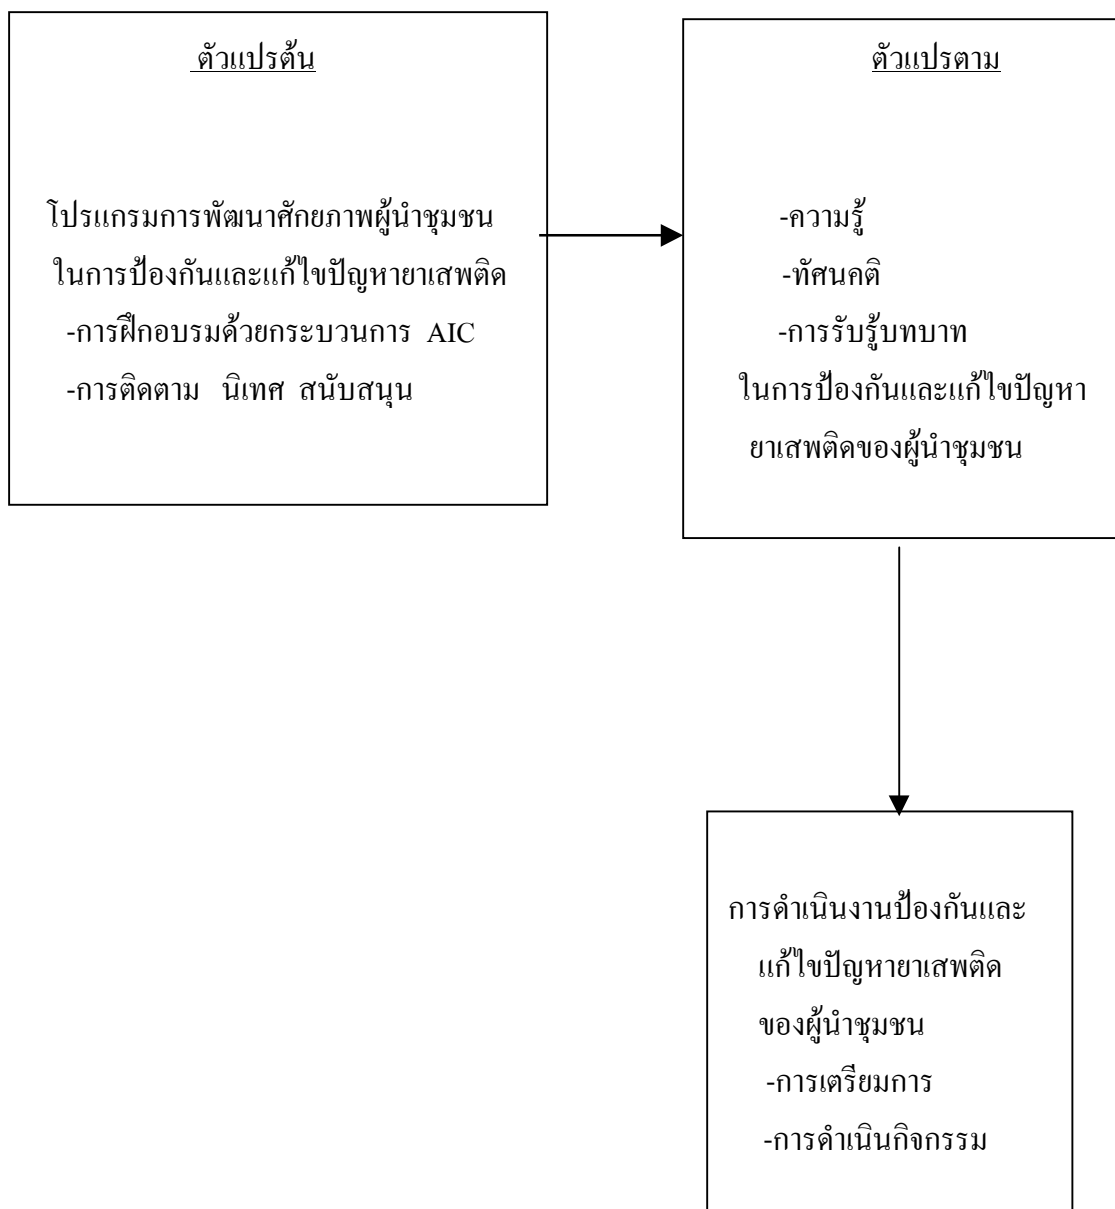 ตัวแปรต้น
โปรแกรมการพัฒนาศักยภาพผู้นำชุมชน
ในการป้องกันและแก้ไขปัญหายาเสพติด
-การฝึกอบรมด้วยกระบวนการ AIC
-การติดตาม นิเทศ สนับสนุน
ตัวแปรตาม
-ความรู้
-ทัศนคติ
-การรับรู้บทบาท
ในการป้องกันและแก้ไขปัญหา
ยาเสพติดของผู้นำชุมชน
การดำเนินงานป้องกันและ
แก้ไขปัญหายาเสพติด
ของผู้นำชุมชน
-การเตรียมการ
-การดำเนินกิจกรรม